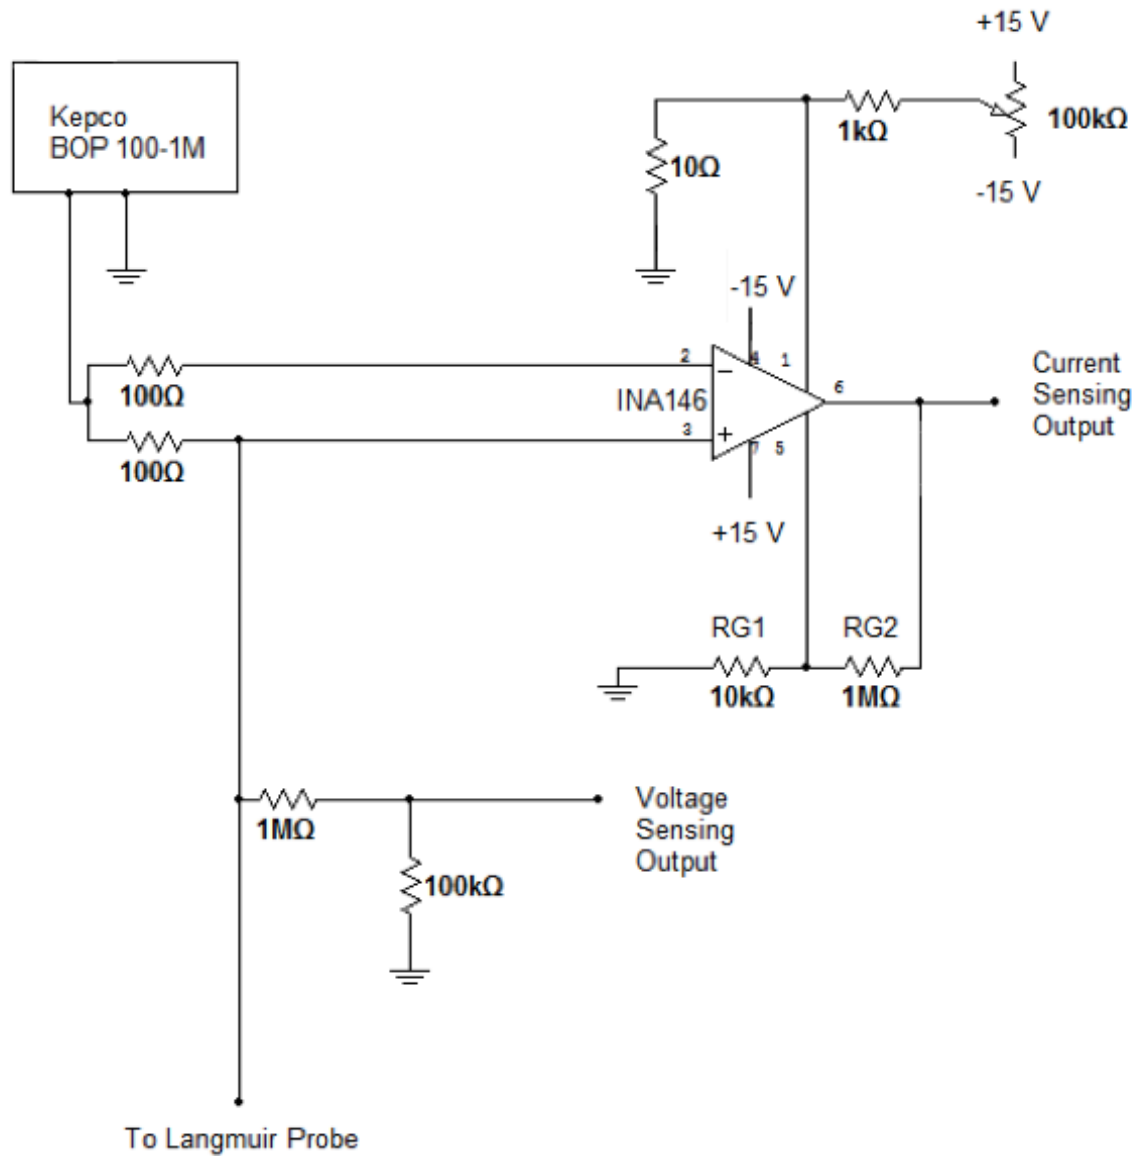 +15 V
Kepco
BOP 100-1M
1kΩ
100kΩ
10Ω
-15 V
-15 V
2
4
1
Current
Sensing
Output
6
100Ω
INA146
−
+
3
100Ω
7
5
+15 V
RG1
RG2
10kΩ
1MΩ
Voltage
Sensing
Output
1MΩ
100kΩ
To Langmuir Probe